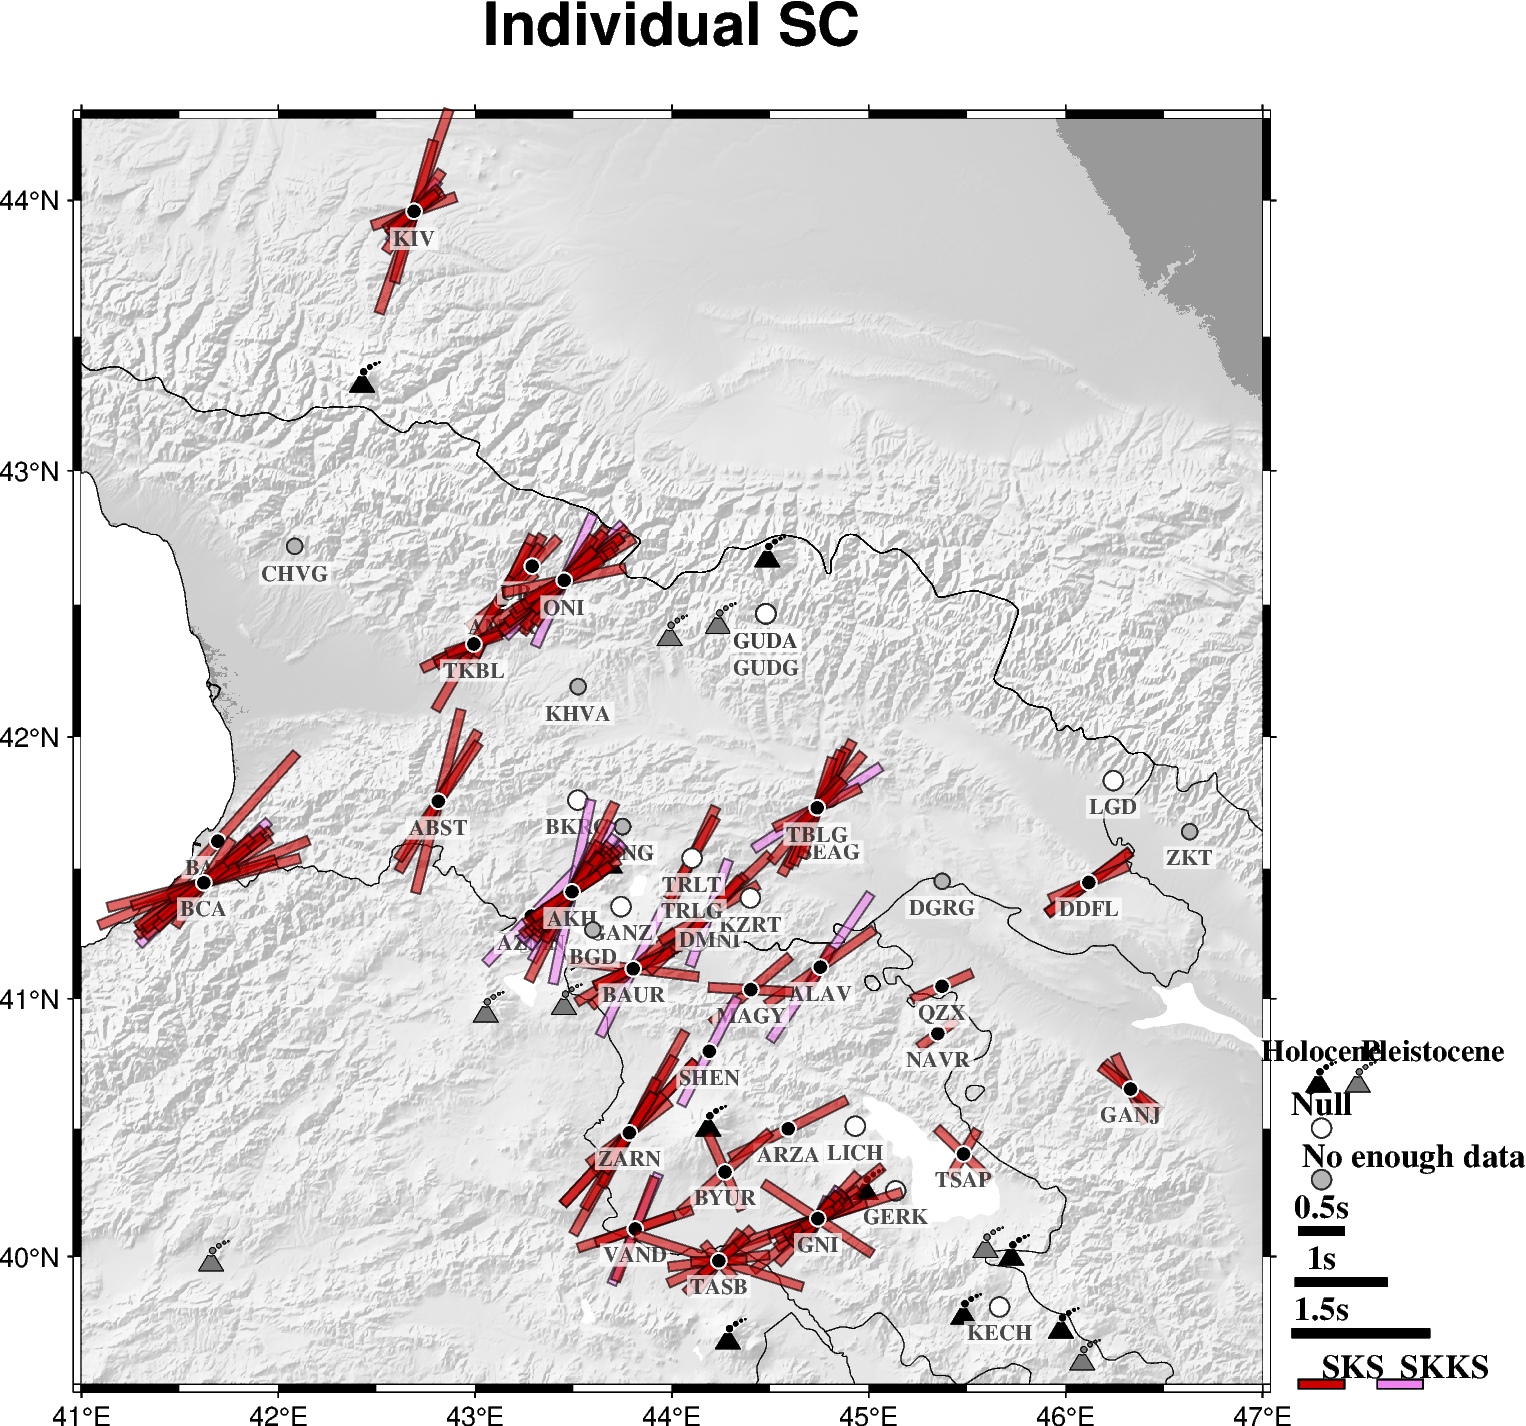 Individual SC
44°N
KIV
43°N
CHVG
ONI
TKBL
GUDA
GUDG
KHVA
42°N
ABST
LGD
TBLG
SEAG
ZKT
TRLT
BCA
AKH
TRLG
KZRT
DGRG
DDFL
GANZ
DMNI
BGD
41°N
BAUR
ALAV
MAGY
QZX
NAVR
SHEN
GANJ
ZARN
ARZA
LICH
BYUR
TSAP
GERK
VAND
GNI
40°N
TASB
KECH
Holocene
Pleistocene
Null
No enough data
0.5s
1s
1.5s
SKS
SKKS
41°E
42°E
43°E
44°E
45°E
46°E
47°E